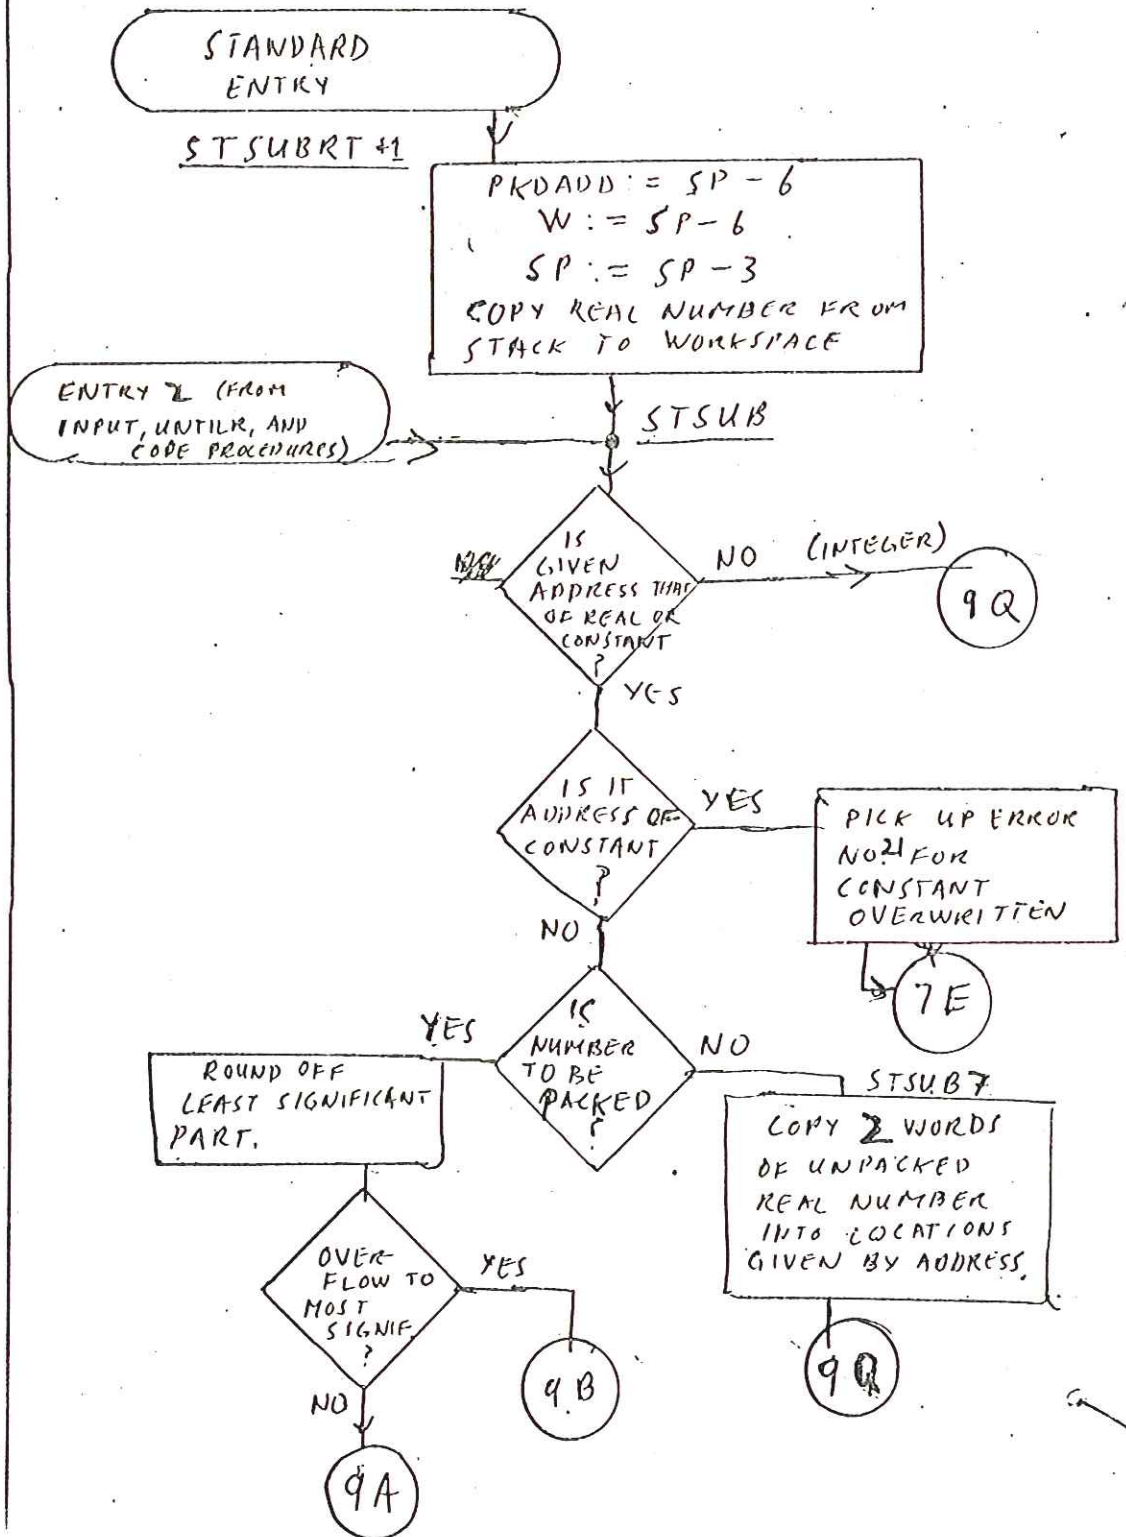 STANDARD
ENTRY
STSUBRT +1
PKDADD := SP - 6
W := SP - 6
SP := SP - 3
COPY REAL NUMBER FROM
STACK TO WORKSPACE
ENTRY 2 (FROM
INPUT, UNTILR, AND
CODE PROCEDURES)
STSUB
IS
GIVEN
ADDRESS THAT
OF REAL OR
CONSTANT
?
NO (INTEGER)
9Q
YES
IS IT
ADDRESS OF
CONSTANT
?
YES
PICK UP ERROR
NO. 21 FOR
CONSTANT
OVERWRITTEN
7E
NO
IS
NUMBER
TO BE
PACKED
?
YES
NO
ROUND OFF
LEAST SIGNIFICANT
PART.
STSUB7
COPY 2 WORDS
OF UNPACKED
REAL NUMBER
INTO LOCATIONS
GIVEN BY ADDRESS.
OVER-
FLOW TO
MOST
SIGNIF.
?
YES
9B
9Q
NO
9A